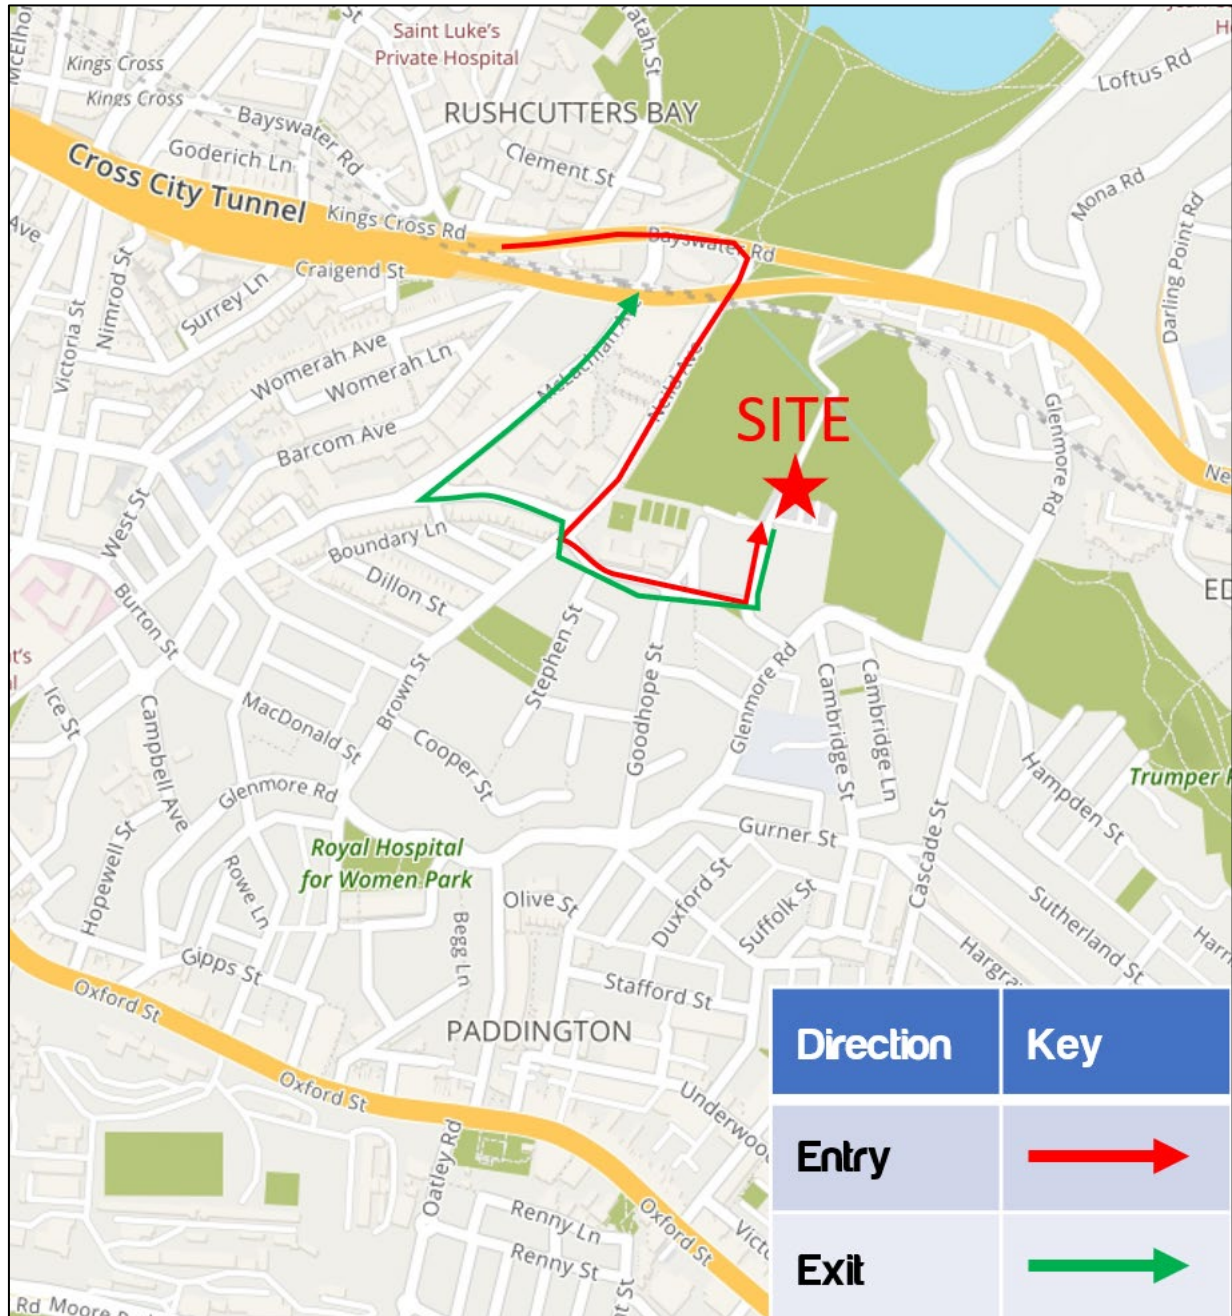 Saint Luke's
Private Hospital
Loftus Rd
Kings Cross
Kings Cross
RUSHCUTTERS BAY
Bayswater Rd
Goderich Ln
Clement St
Mona Rd
Darling Point Rd
Cross City Tunnel
Kings Cross Rd
Bayswater Rd
Ave
Craigend St
Nimrod St
Surrey Ln
Victoria St
Womerah Ave
Womerah Ln
McLachlan Ave
Neild Ave
Barcom Ave
SITE
Glenmore Rd
West St
Boundary Ln
Dillon St
Burton St
Stephen St
Goodhope St
Glenmore Rd
Cambridge St
Cambridge Ln
Ice St
Campbell Ave
MacDonald St
Brown St
Cooper St
Hampden St
Glenmore Rd
Hopewell St
Rowe Ln
Royal Hospital
for Women Park
Gurner St
Cascade St
Trumper
Olive St
Duxford St
Suffolk St
Sutherland St
Begg Ln
Gipps St
Stafford St
Oxford St
PADDINGTON
Oxford St
Oatley Rd
Renny Ln
Renny St
Oxford St
Rd
Direction Key
Entry
Exit